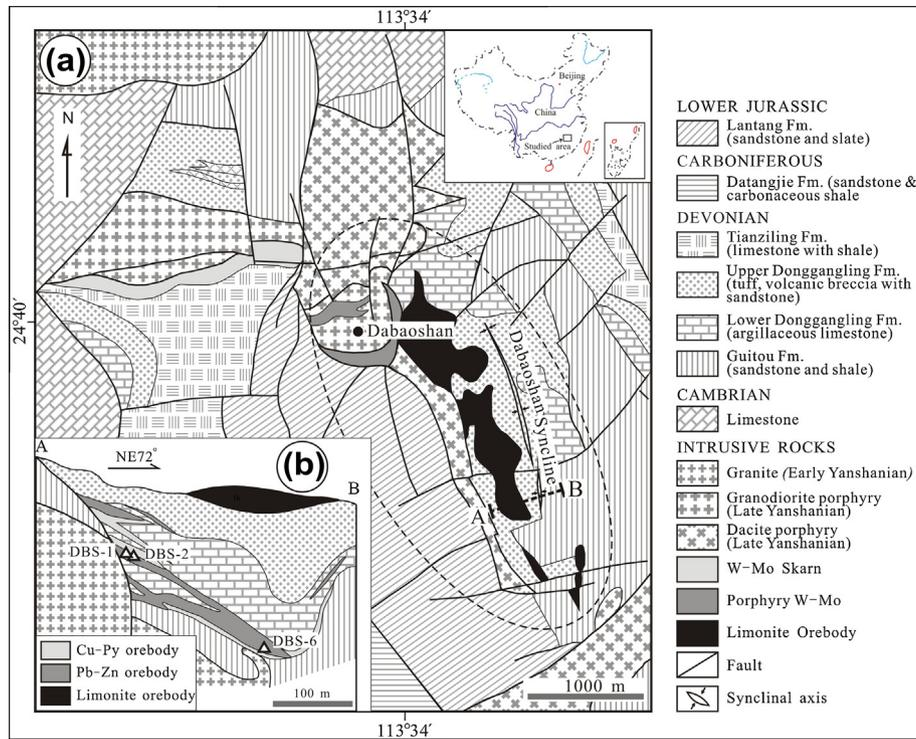 113°34′
(a)
N
Beijing
China
Studied area
24°40′
Dabaoshan
Dabaoshan Syncline
A
B
1000 m
113°34′
A
NE72°
(b)
B
DBS-1
DBS-2
DBS-6
Cu-Py orebody
Pb-Zn orebody
Limonite orebody
100 m
LOWER JURASSIC
Lantang Fm.
(sandstone and slate)
CARBONIFEROUS
Datangjie Fm. (sandstone &
carbonaceous shale
DEVONIAN
Tianziling Fm.
(limestone with shale)
Upper Donggangling Fm.
(tuff, volcanic breccia with
sandstone)
Lower Donggangling Fm.
(argillaceous limestone)
Guitou Fm.
(sandstone and shale)
CAMBRIAN
Limestone
INTRUSIVE ROCKS
Granite (Early Yanshanian)
Granodiorite porphyry
(Late Yanshanian)
Dacite porphyry
(Late Yanshanian)
W-Mo Skarn
Porphyry W-Mo
Limonite Orebody
Fault
Synclinal axis